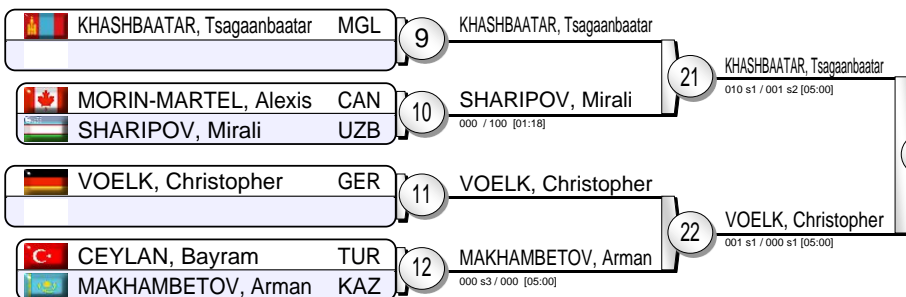 KHASHBAATAR, Tsagaanbaatar MGL
9
KHASHBAATAR, Tsagaanbaatar
MORIN-MARTEL, Alexis CAN
SHARIPOV, Mirali UZB
10
SHARIPOV, Mirali
000 / 100 [01:18]
21
KHASHBAATAR, Tsagaanbaatar
010 s1 / 001 s2 [05:00]
VOELK, Christopher GER
11
VOELK, Christopher
CEYLAN, Bayram TUR
MAKHAMBETOV, Arman KAZ
12
MAKHAMBETOV, Arman
000 s3 / 000 [05:00]
22
VOELK, Christopher
001 s1 / 000 s1 [05:00]